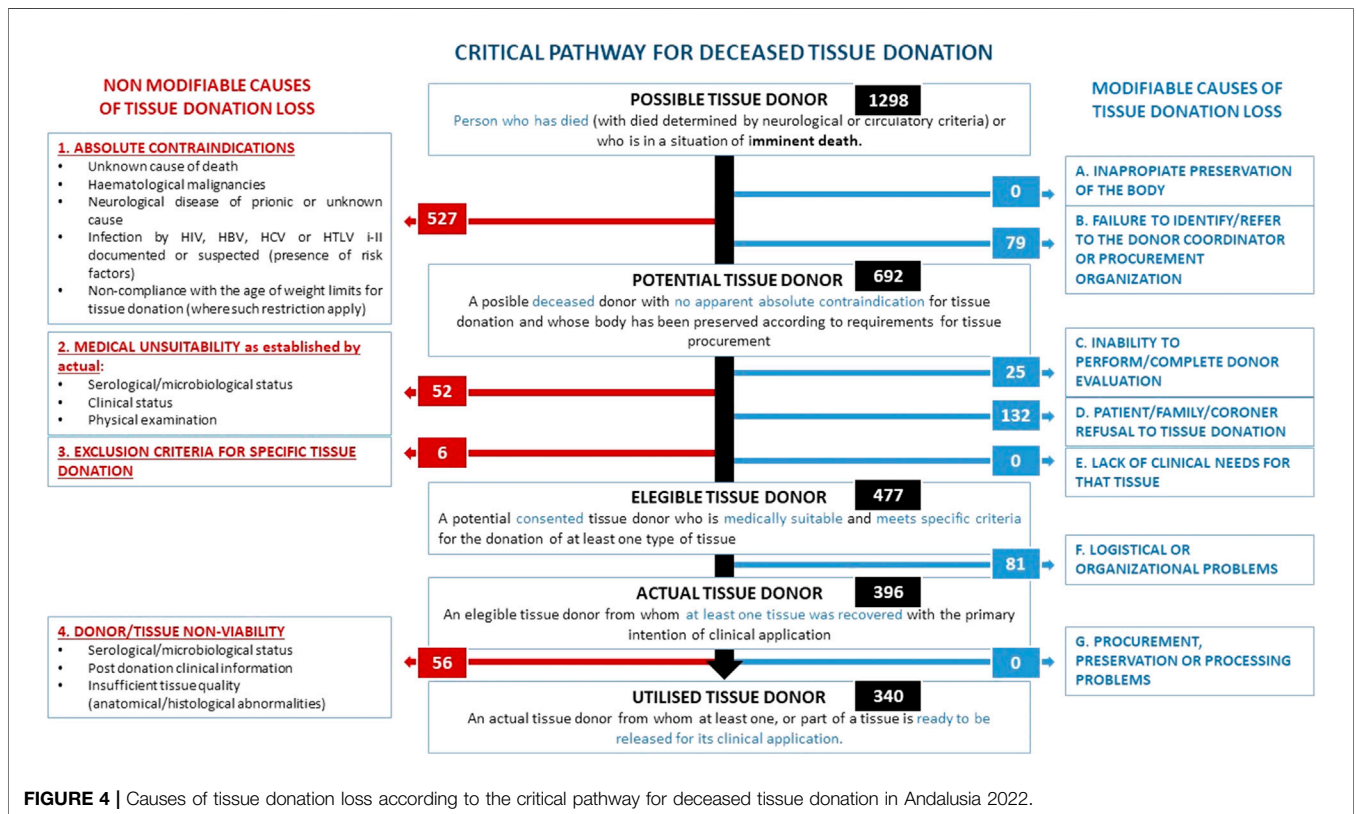 CRITICAL PATHWAY FOR DECEASED TISSUE DONATION
NON MODIFIABLE CAUSES
OF TISSUE DONATION LOSS
1. ABSOLUTE CONTRAINDICATIONS
• Unknown cause of death
• Haematological malignancies
• Neurological disease of prionic or unknown
cause
• Infection by HIV, HBV, HCV or HTLV i-II
documented or suspected (presence of risk
factors)
• Non-compliance with the age of weight limits for
tissue donation (where such restriction apply)
527
2. MEDICAL UNSUITABILITY as established by
actual:
• Serological/microbiological status
• Clinical status
• Physical examination
52
3. EXCLUSION CRITERIA FOR SPECIFIC TISSUE
DONATION
6
4. DONOR/TISSUE NON-VIABILITY
• Serological/microbiological status
• Post donation clinical information
• Insufficient tissue quality
(anatomical/histological abnormalities)
56
POSSIBLE TISSUE DONOR 1298
Person who has died (with died determined by neurological or circulatory criteria) or
who is in a situation of imminent death.
POTENTIAL TISSUE DONOR 692
A posible deceased donor with no apparent absolute contraindication for tissue
donation and whose body has been preserved according to requirements for tissue
procurement
ELEGIBLE TISSUE DONOR 477
A potential consented tissue donor who is medically suitable and meets specific criteria
for the donation of at least one type of tissue
ACTUAL TISSUE DONOR 396
An elegible tissue donor from whom at least one tissue was recovered with the primary
intention of clinical application
UTILISED TISSUE DONOR 340
An actual tissue donor from whom at least one, or part of a tissue is ready to be
released for its clinical application.
MODIFIABLE CAUSES OF
TISSUE DONATION LOSS
0
A. INAPROPIATE PRESERVATION
OF THE BODY
79
B. FAILURE TO IDENTIFY/REFER
TO THE DONOR COORDINATOR
OR PROCUREMENT
ORGANIZATION
25
C. INABILITY TO
PERFORM/COMPLETE DONOR
EVALUATION
132
D. PATIENT/FAMILY/CORONER
REFUSAL TO TISSUE DONATION
0
E. LACK OF CLINICAL NEEDS FOR
THAT TISSUE
81
F. LOGISTICAL OR
ORGANIZATIONAL PROBLEMS
0
G. PROCUREMENT,
PRESERVATION OR PROCESSING
PROBLEMS
FIGURE 4 | Causes of tissue donation loss according to the critical pathway for deceased tissue donation in Andalusia 2022.